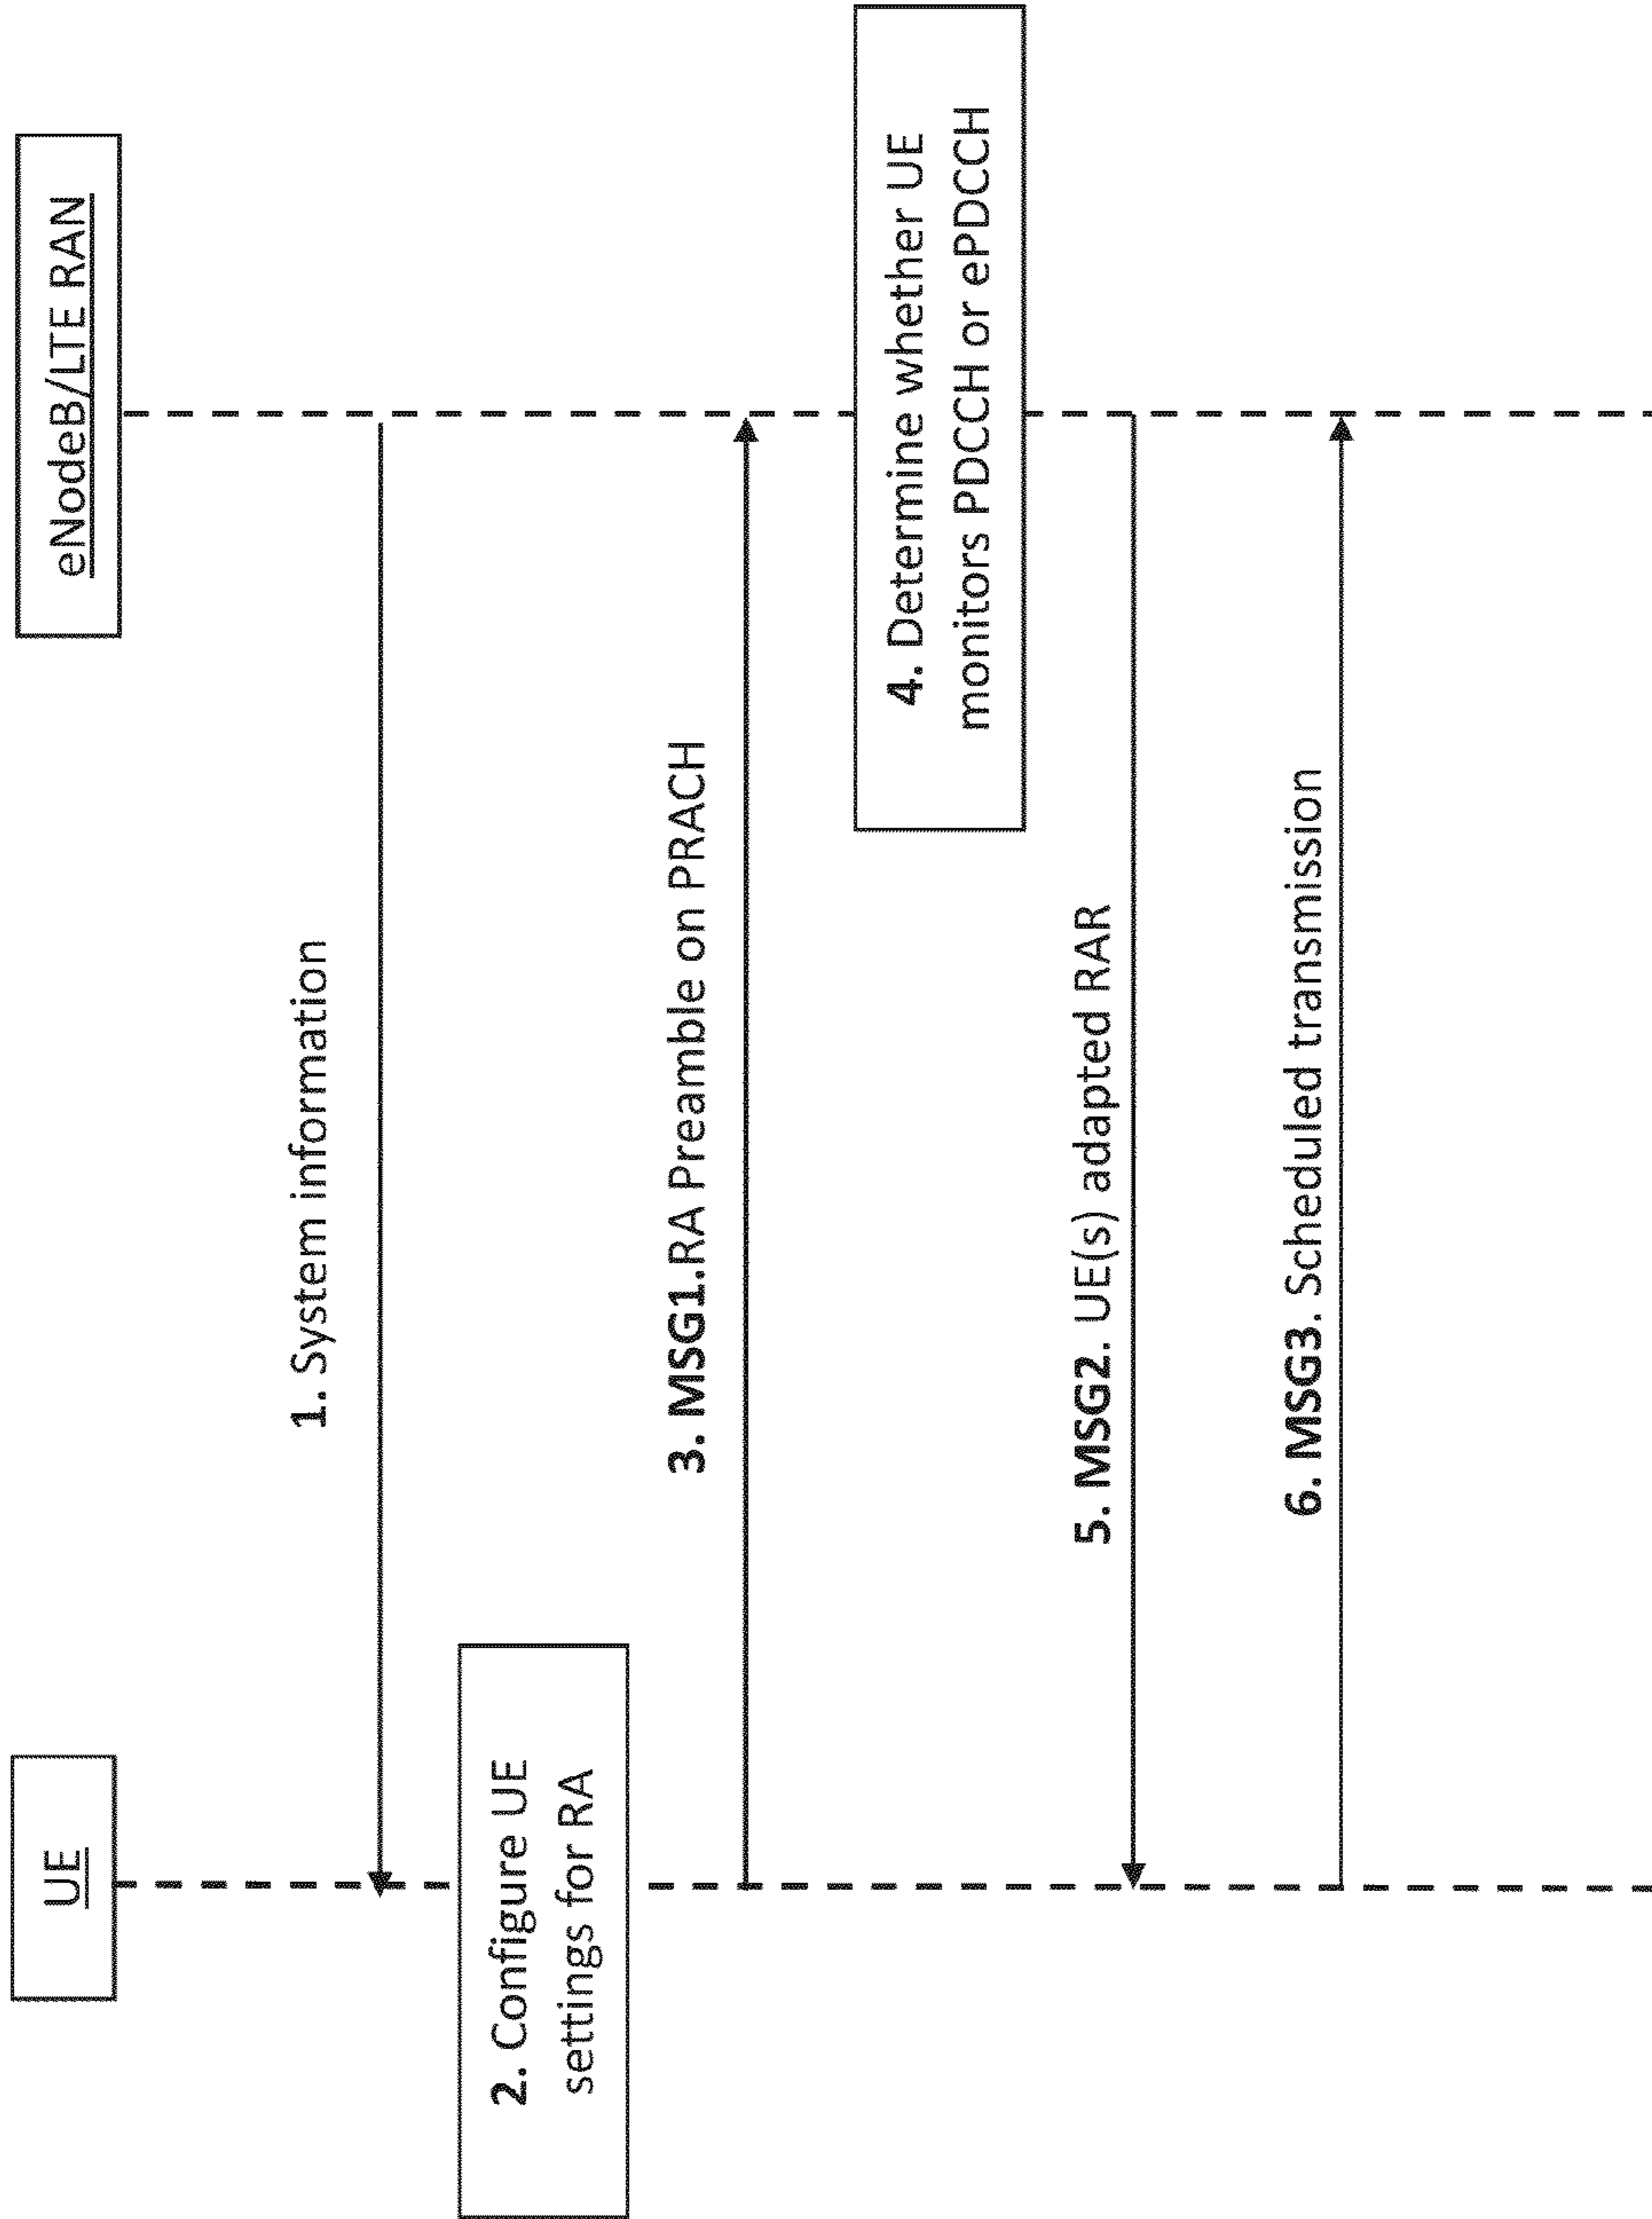 UE
eNodeB/LTE RAN
1. System information
2. Configure UE
settings for RA
3. MSG1.RA Preamble on PRACH
4. Determine whether UE
monitors PDCCH or ePDCCH
5. MSG2. UE(s) adapted RAR
6. MSG3. Scheduled transmission